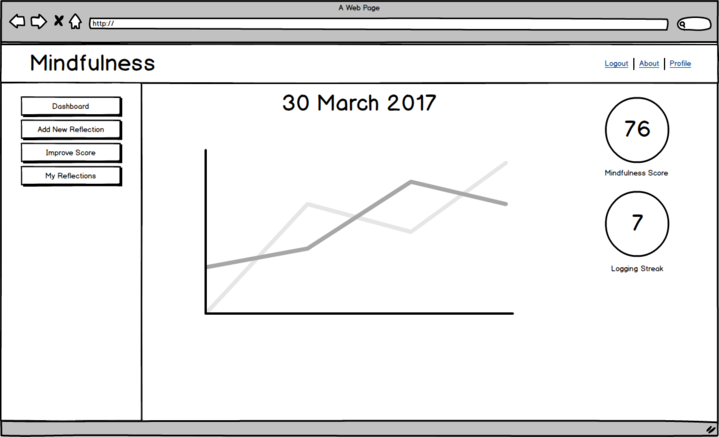 A Web Page
http://
Mindfulness
Logout | About | Profile
Dashboard
Add New Reflection
Improve Score
My Reflections
30 March 2017
76
Mindfulness Score
7
Logging Streak